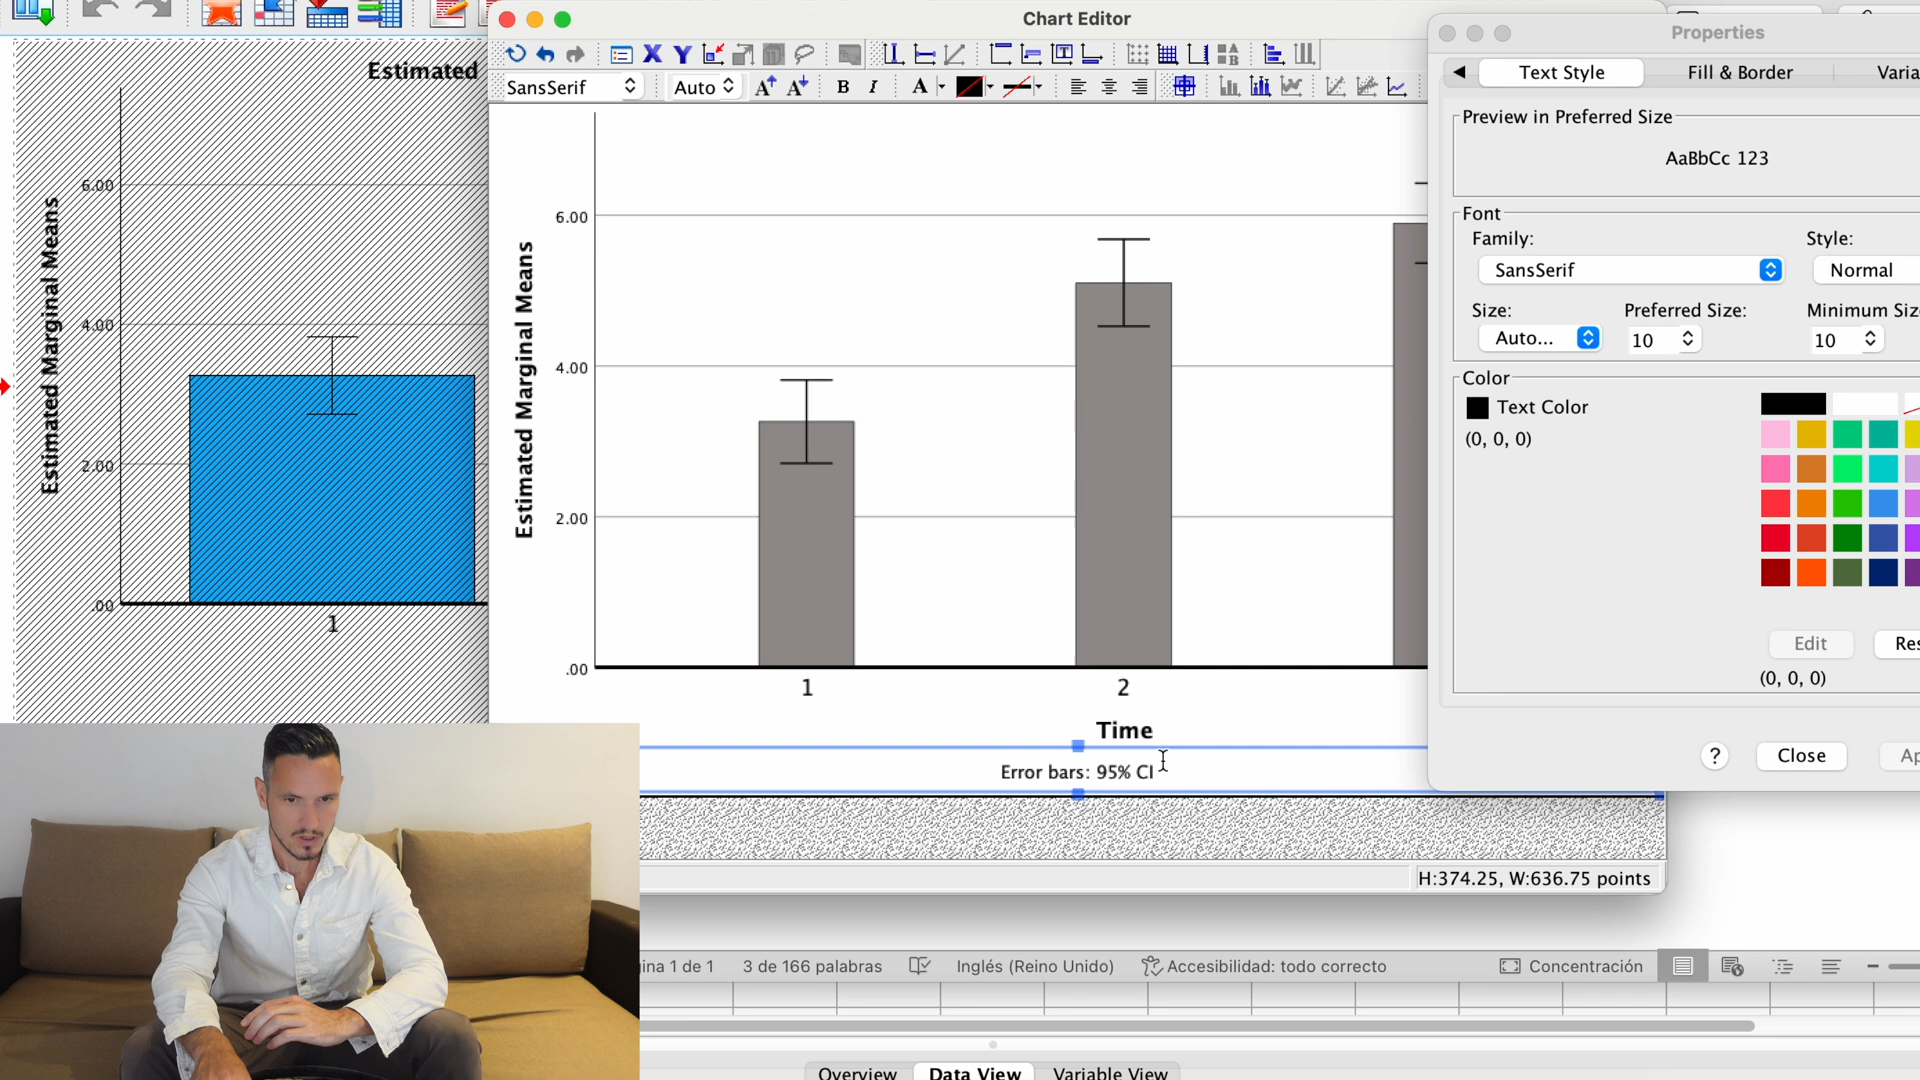 Estimated
Estimated Marginal Means
6.00
4.00
2.00
.00
1
Chart Editor
SansSerif
Auto
B I A
Estimated Marginal Means
6.00
4.00
2.00
.00
1
2
Time
Error bars: 95% CI
H:374.25, W:636.75 points
Properties
Text Style
Fill & Border
Varia
Preview in Preferred Size
AaBbCc 123
Font
Family:
Style:
SansSerif
Normal
Size:
Preferred Size:
Minimum Siz
Auto...
10
10
Color
Text Color
(0, 0, 0)
Edit
Res
(0, 0, 0)
?
Close
Ap
ina 1 de 1
3 de 166 palabras
Inglés (Reino Unido)
Accesibilidad: todo correcto
Concentración
Overview
Data View
Variable View